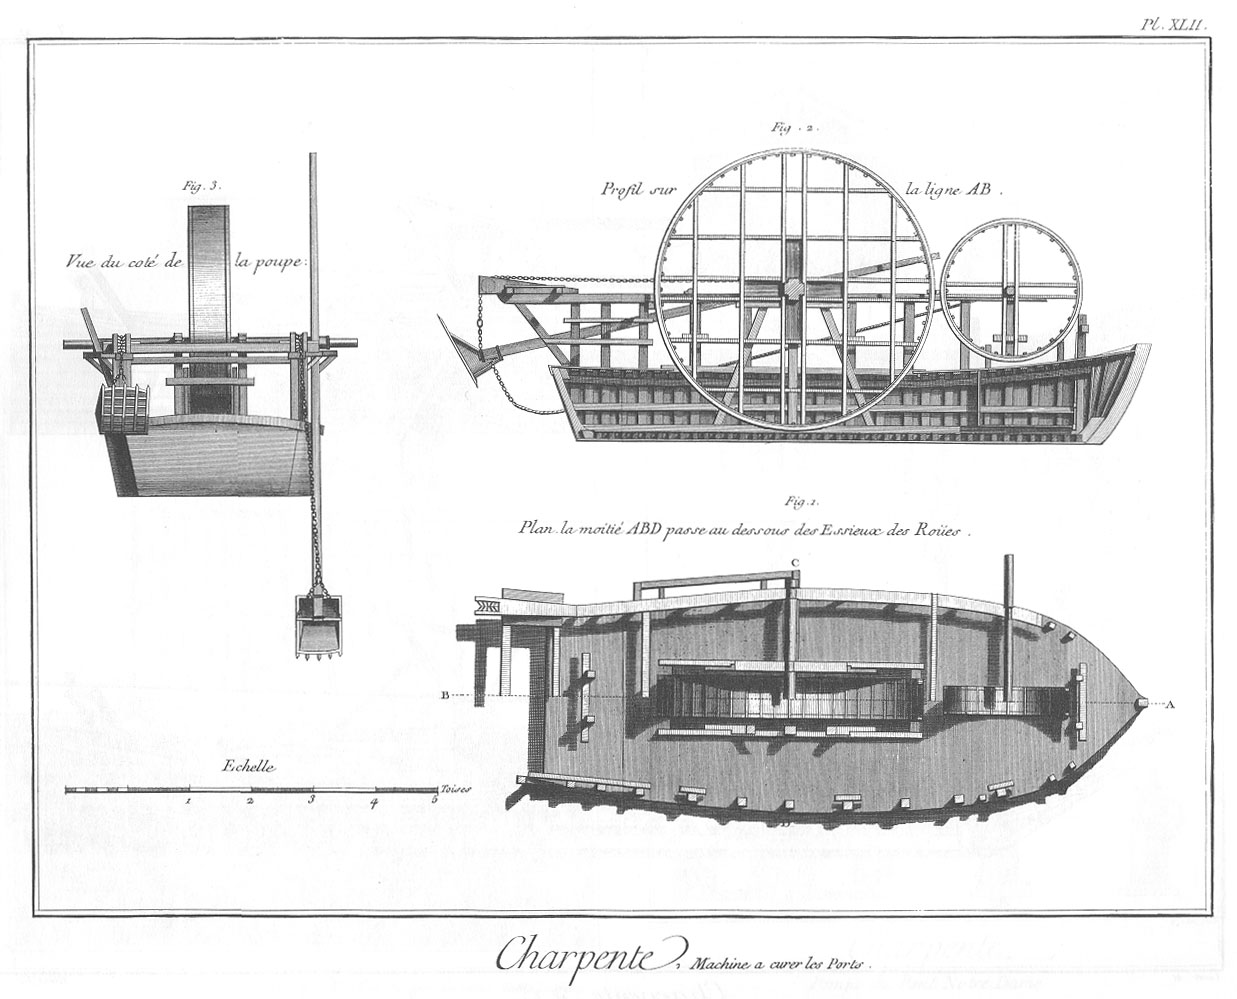 Pl. XLII.
Fig. 2.
Profil sur la ligne AB.
Fig. 3.
Vue du coté de la poupe.
Fig. 1.
Plan. la moitié ABD passe au dessous des Essieux des Roües.
C
B
A
D
Echelle
1 2 3 4 5 Toises
Charpente, Machine a curer les Ports.